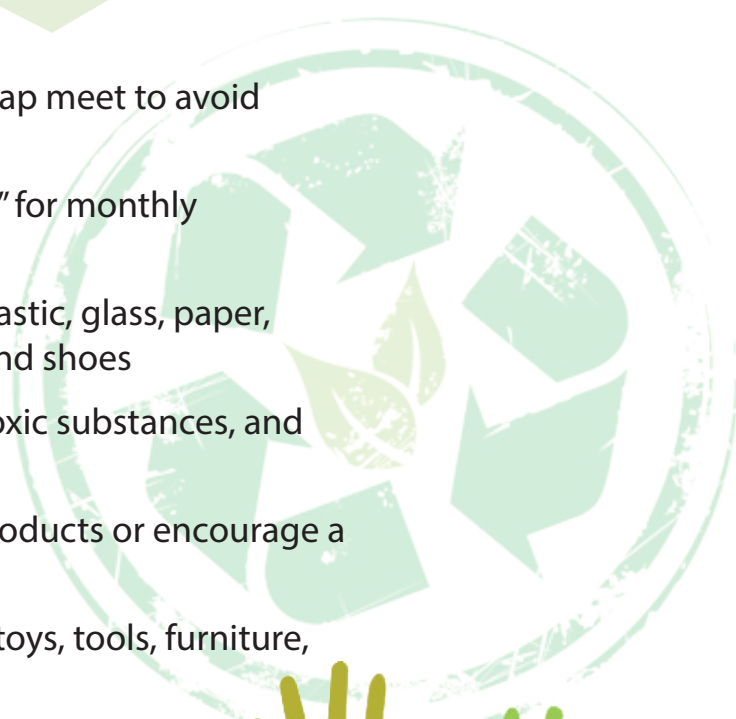 ap meet to avoid
” for monthly
astic, glass, paper,
nd shoes
oxic substances, and
roducts or encourage a
toys, tools, furniture,